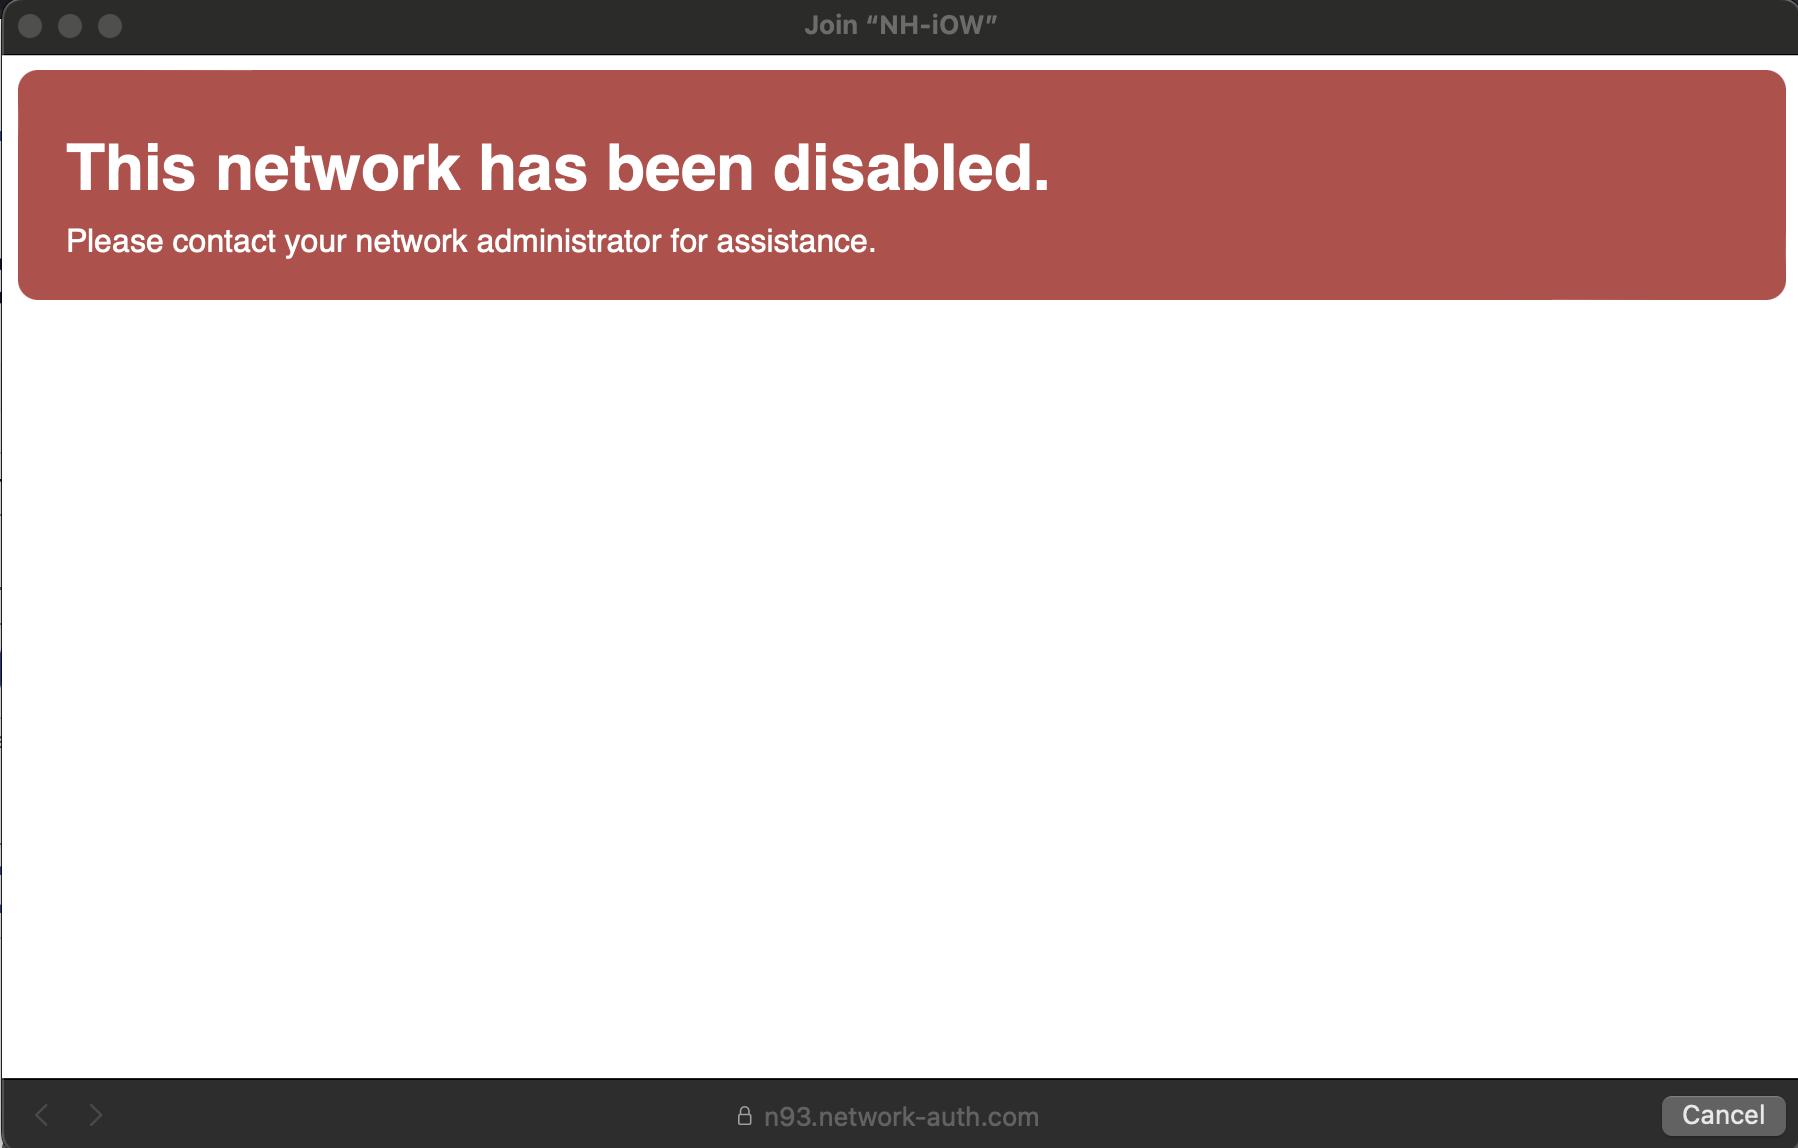 Join “NH-iOW”
This network has been disabled.
Please contact your network administrator for assistance.
n93.network-auth.com
Cancel